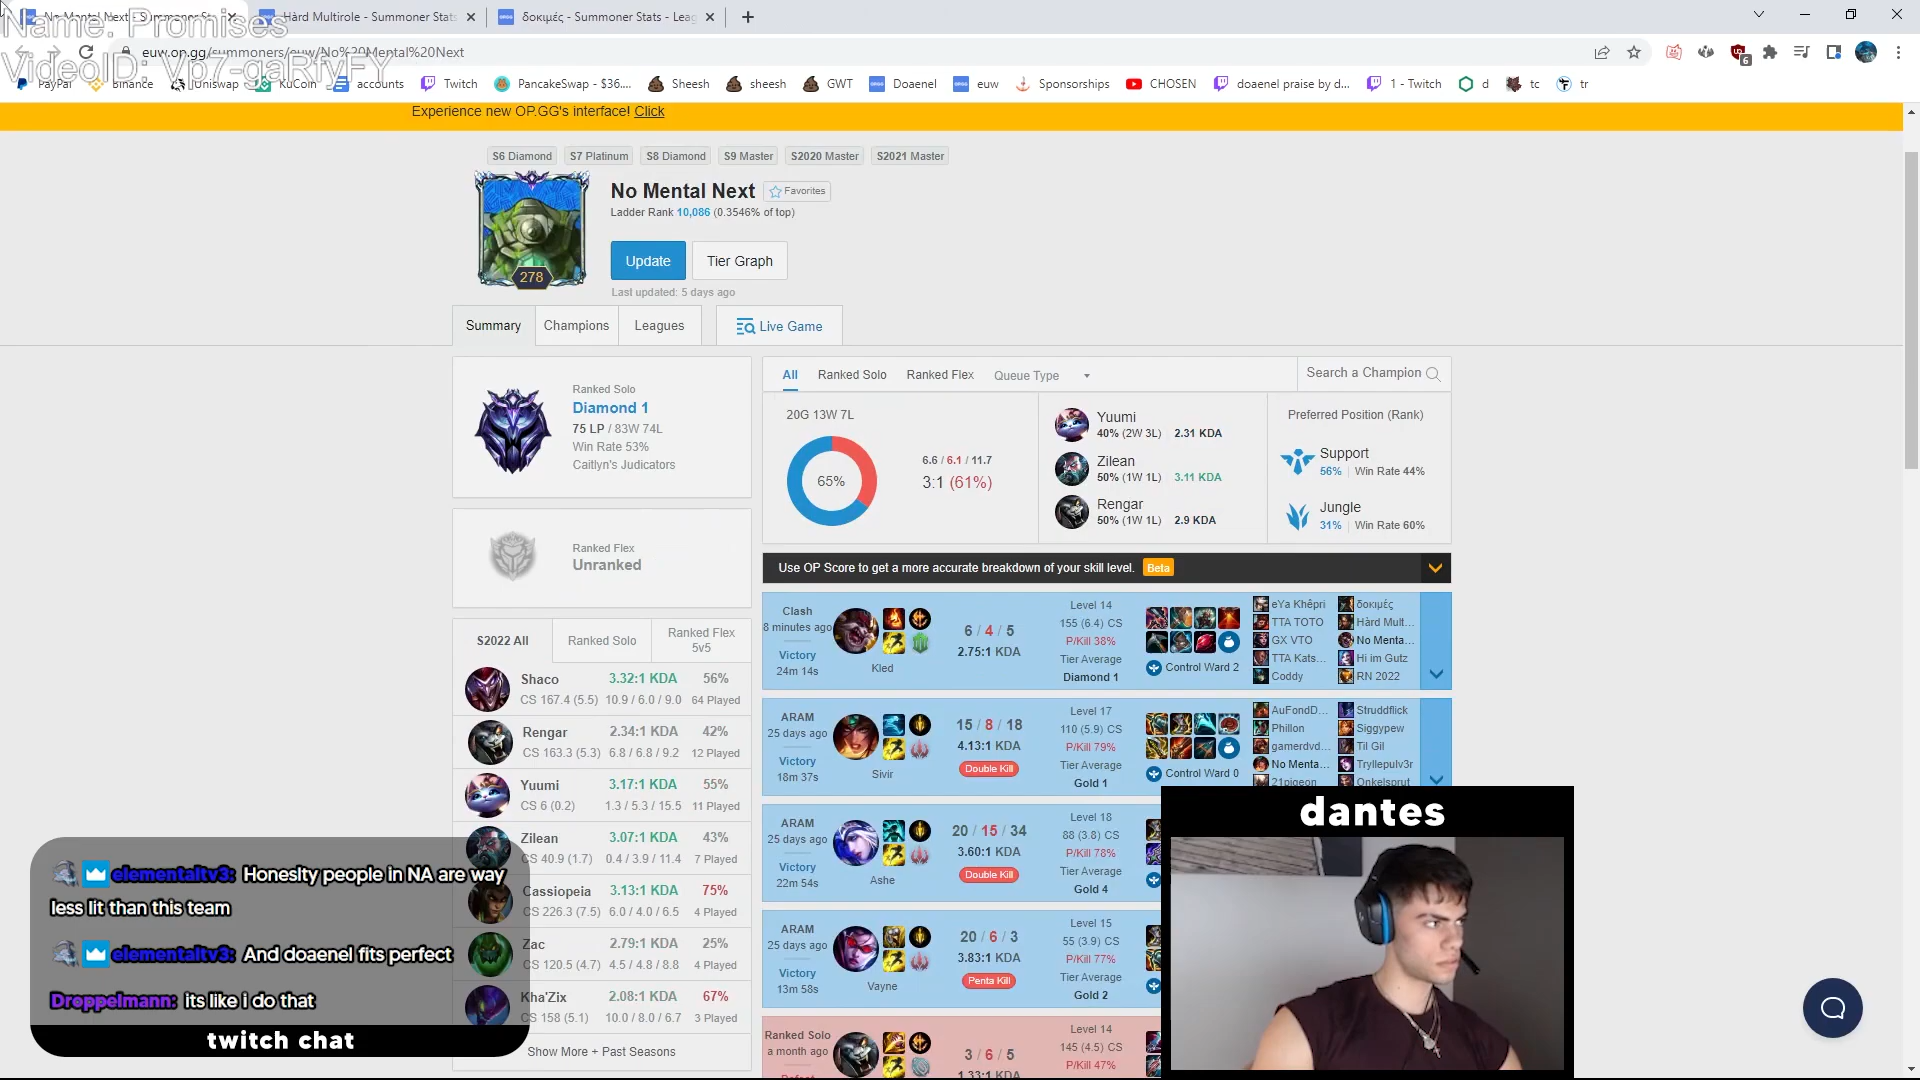 Name: Promises
VideoID: Vp7-gaRfyFY
No Mental Next - Summoner St
Hàrd Multirole - Summoner Stats
δοκιμές - Summoner Stats - Leag
euw.op.gg/summoners/euw/No%20Mental%20Next
PayPal
Binance
Uniswap
KuCoin
accounts
Twitch
PancakeSwap - $36....
Sheesh
sheesh
GWT
Doaenel
euw
Sponsorships
CHOSEN
doaenel praise by d...
1 - Twitch
d
tc
tr
6
Experience new OP.GG's interface! Click
S6 Diamond
S7 Platinum
S8 Diamond
S9 Master
S2020 Master
S2021 Master
No Mental Next
Favorites
Ladder Rank 10,086 (0.3546% of top)
278
Update
Tier Graph
Last updated: 5 days ago
Summary
Champions
Leagues
Live Game
Ranked Solo
Diamond 1
75 LP / 83W 74L
Win Rate 53%
Caitlyn's Judicators
Ranked Flex
Unranked
S2022 All
Ranked Solo
Ranked Flex
5v5
Shaco 3.32:1 KDA 56%
CS 167.4 (5.5) 10.9 / 6.0 / 9.0 64 Played
Rengar 2.34:1 KDA 42%
CS 163.3 (5.3) 6.8 / 6.8 / 9.2 12 Played
Yuumi 3.17:1 KDA 55%
CS 6 (0.2) 1.3 / 5.3 / 15.5 11 Played
Zilean 3.07:1 KDA 43%
CS 40.9 (1.7) 0.4 / 3.9 / 11.4 7 Played
Cassiopeia 3.13:1 KDA 75%
CS 226.3 (7.5) 6.0 / 4.0 / 6.5 4 Played
Zac 2.79:1 KDA 25%
CS 120.5 (4.7) 4.5 / 4.8 / 8.8 4 Played
Kha'Zix 2.08:1 KDA 67%
CS 158 (5.1) 10.0 / 8.0 / 6.7 3 Played
Show More + Past Seasons
All
Ranked Solo
Ranked Flex
Queue Type
Search a Champion
20G 13W 7L
65%
6.6 / 6.1 / 11.7
3:1 (61%)
Yuumi
40% (2W 3L) 2.31 KDA
Zilean
50% (1W 1L) 3.11 KDA
Rengar
50% (1W 1L) 2.9 KDA
Preferred Position (Rank)
Support
56% Win Rate 44%
Jungle
31% Win Rate 60%
Use OP Score to get a more accurate breakdown of your skill level. Beta
Clash
8 minutes ago
Victory
24m 14s
Kled
6 / 4 / 5
2.75:1 KDA
Level 14
155 (6.4) CS
P/Kill 38%
Tier Average
Diamond 1
Control Ward 2
eYa Khêpri
TTA TOTO
GX VTO
TTA Kats...
Coddy
δοκιμές
Hàrd Mult...
No Menta...
Hi im Gutz
RN 2022
ARAM
25 days ago
Victory
18m 37s
Sivir
15 / 8 / 18
4.13:1 KDA
Double Kill
Level 17
110 (5.9) CS
P/Kill 79%
Tier Average
Gold 1
Control Ward 0
AuFondD...
Phillon
gamerdvd...
No Menta...
21pigeon
Struddflick
Siggypew
Til Gil
Tryllepulv3r
Onkelsprut
ARAM
25 days ago
Victory
22m 54s
Ashe
20 / 15 / 34
3.60:1 KDA
Double Kill
Level 18
88 (3.8) CS
P/Kill 78%
Tier Average
Gold 4
ARAM
25 days ago
Victory
13m 58s
Vayne
20 / 6 / 3
3.83:1 KDA
Penta Kill
Level 15
55 (3.9) CS
P/Kill 77%
Tier Average
Gold 2
Ranked Solo
a month ago
Defeat
3 / 6 / 5
1.33:1 KDA
Level 14
145 (4.5) CS
P/Kill 47%
dantes
elementaltv3: Honeslty people in NA are way
less lit than this team
elementaltv3: And doaenel fits perfect
Droppelmann: its like i do that
twitch chat